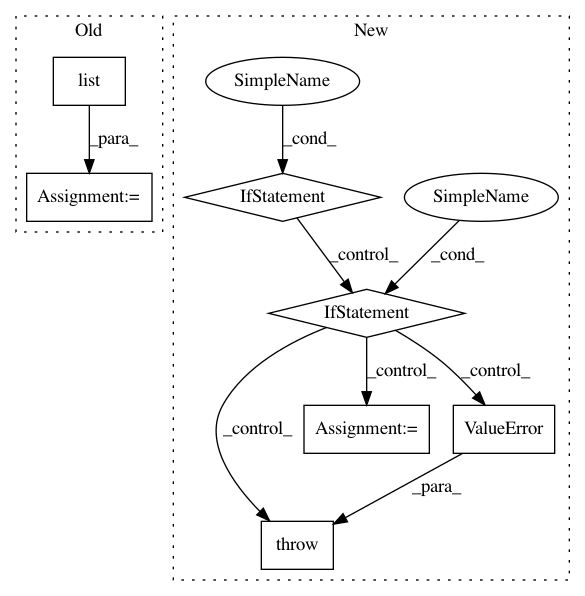 Old
New
list
SimpleName
_para_
_cond_
Assignment:=
IfStatement
SimpleName
_control_
_cond_
IfStatement
_control_
_control_
_control_
Assignment:=
ValueError
_para_
throw